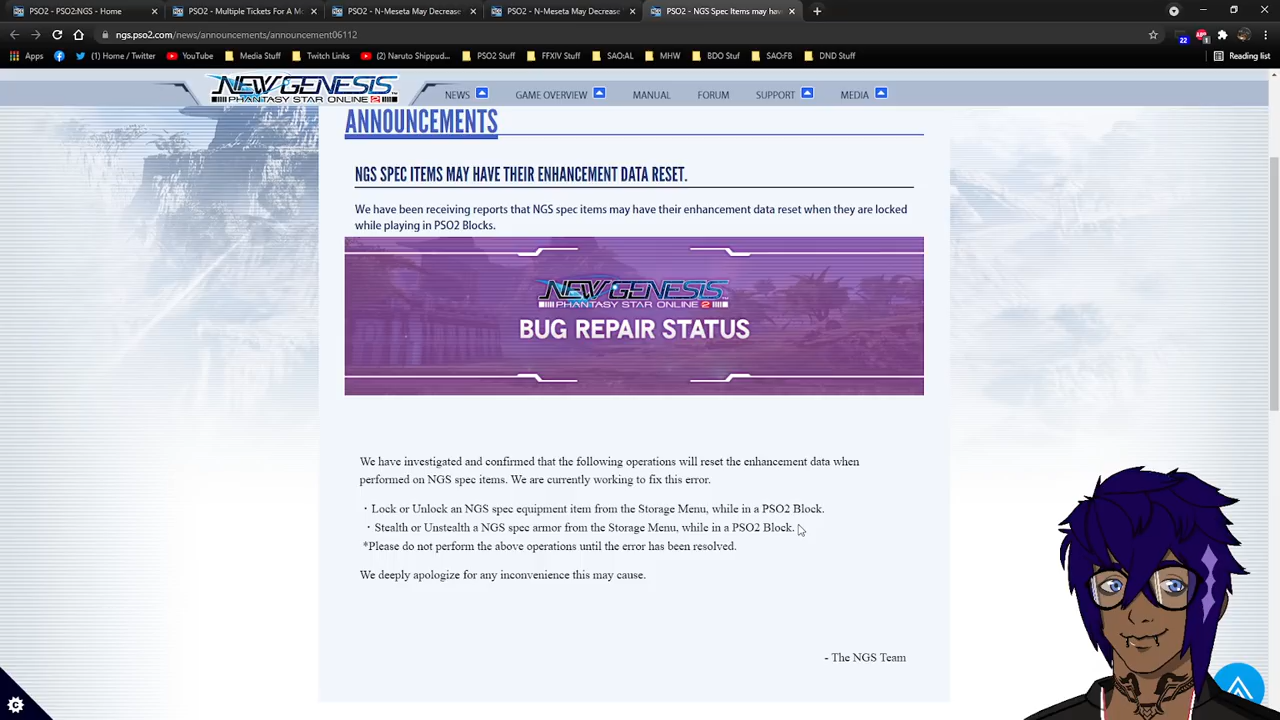 PSO2 - PSO2:NGS - Home
PSO2 - Multiple Tickets For A M
PSO2 - N-Meseta May Decrease
PSO2 - N-Meseta May Decrease
PSO2 - NGS Spec Items may hav
ngs.pso2.com/news/announcements/announcement06112
22
Apps
(1) Home / Twitter
YouTube
Media Stuff
Twitch Links
(2) Naruto Shippud...
PSO2 Stuff
FFXIV Stuff
SAO:AL
MHW
BDO Stuf
SAO:FB
DND Stuff
Reading list
NEW GENESIS
PHANTASY STAR ONLINE 2
NEWS
GAME OVERVIEW
MANUAL
FORUM
SUPPORT
MEDIA
ANNOUNCEMENTS
NGS SPEC ITEMS MAY HAVE THEIR ENHANCEMENT DATA RESET.
We have been receiving reports that NGS spec items may have their enhancement data reset when they are locked
while playing in PSO2 Blocks.
NEW GENESIS
PHANTASY STAR ONLINE 2
BUG REPAIR STATUS
We have investigated and confirmed that the following operations will reset the enhancement data when
performed on NGS spec items. We are currently working to fix this error.
・Lock or Unlock an NGS spec equipment item from the Storage Menu, while in a PSO2 Block.
・Stealth or Unstealth a NGS spec armor from the Storage Menu, while in a PSO2 Block.
*Please do not perform the above operations until the error has been resolved.
We deeply apologize for any inconvenience this may cause.
- The NGS Team